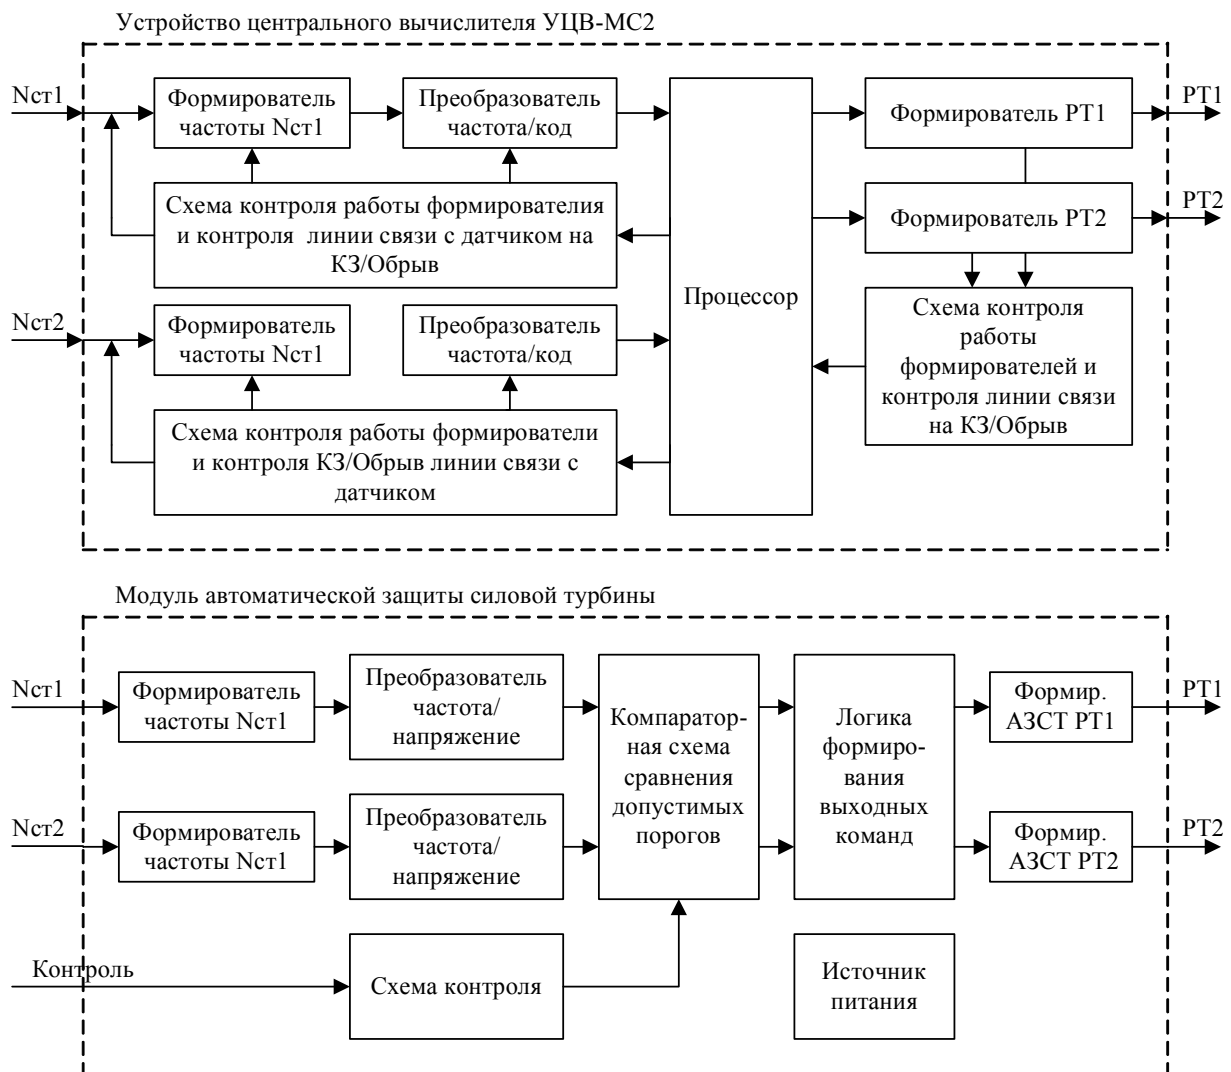 Устройство центрального вычислителя УЦВ-МС2
Nст1
Формирователь
частоты Nст1
Преобразователь
частота/код
Схема контроля работы формирователия
и контроля линии связи с датчиком на
КЗ/Обрыв
Nст2
Формирователь
частоты Nст1
Преобразователь
частота/код
Схема контроля работы формирователи
и контроля КЗ/Обрыв линии связи с
датчиком
Процессор
Формирователь РТ1
РТ1
Формирователь РТ2
РТ2
Схема контроля
работы
формирователей и
контроля линии связи
на КЗ/Обрыв
Модуль автоматической защиты силовой турбины
Nст1
Формирователь
частоты Nст1
Преобразователь
частота/
напряжение
Nст2
Формирователь
частоты Nст1
Преобразователь
частота/
напряжение
Компаратор-
ная схема
сравнения
допустимых
порогов
Логика
формиро-
вания
выходных
команд
Формир.
АЗСТ РТ1
РТ1
Формир.
АЗСТ РТ2
РТ2
Контроль
Схема контроля
Источник
питания